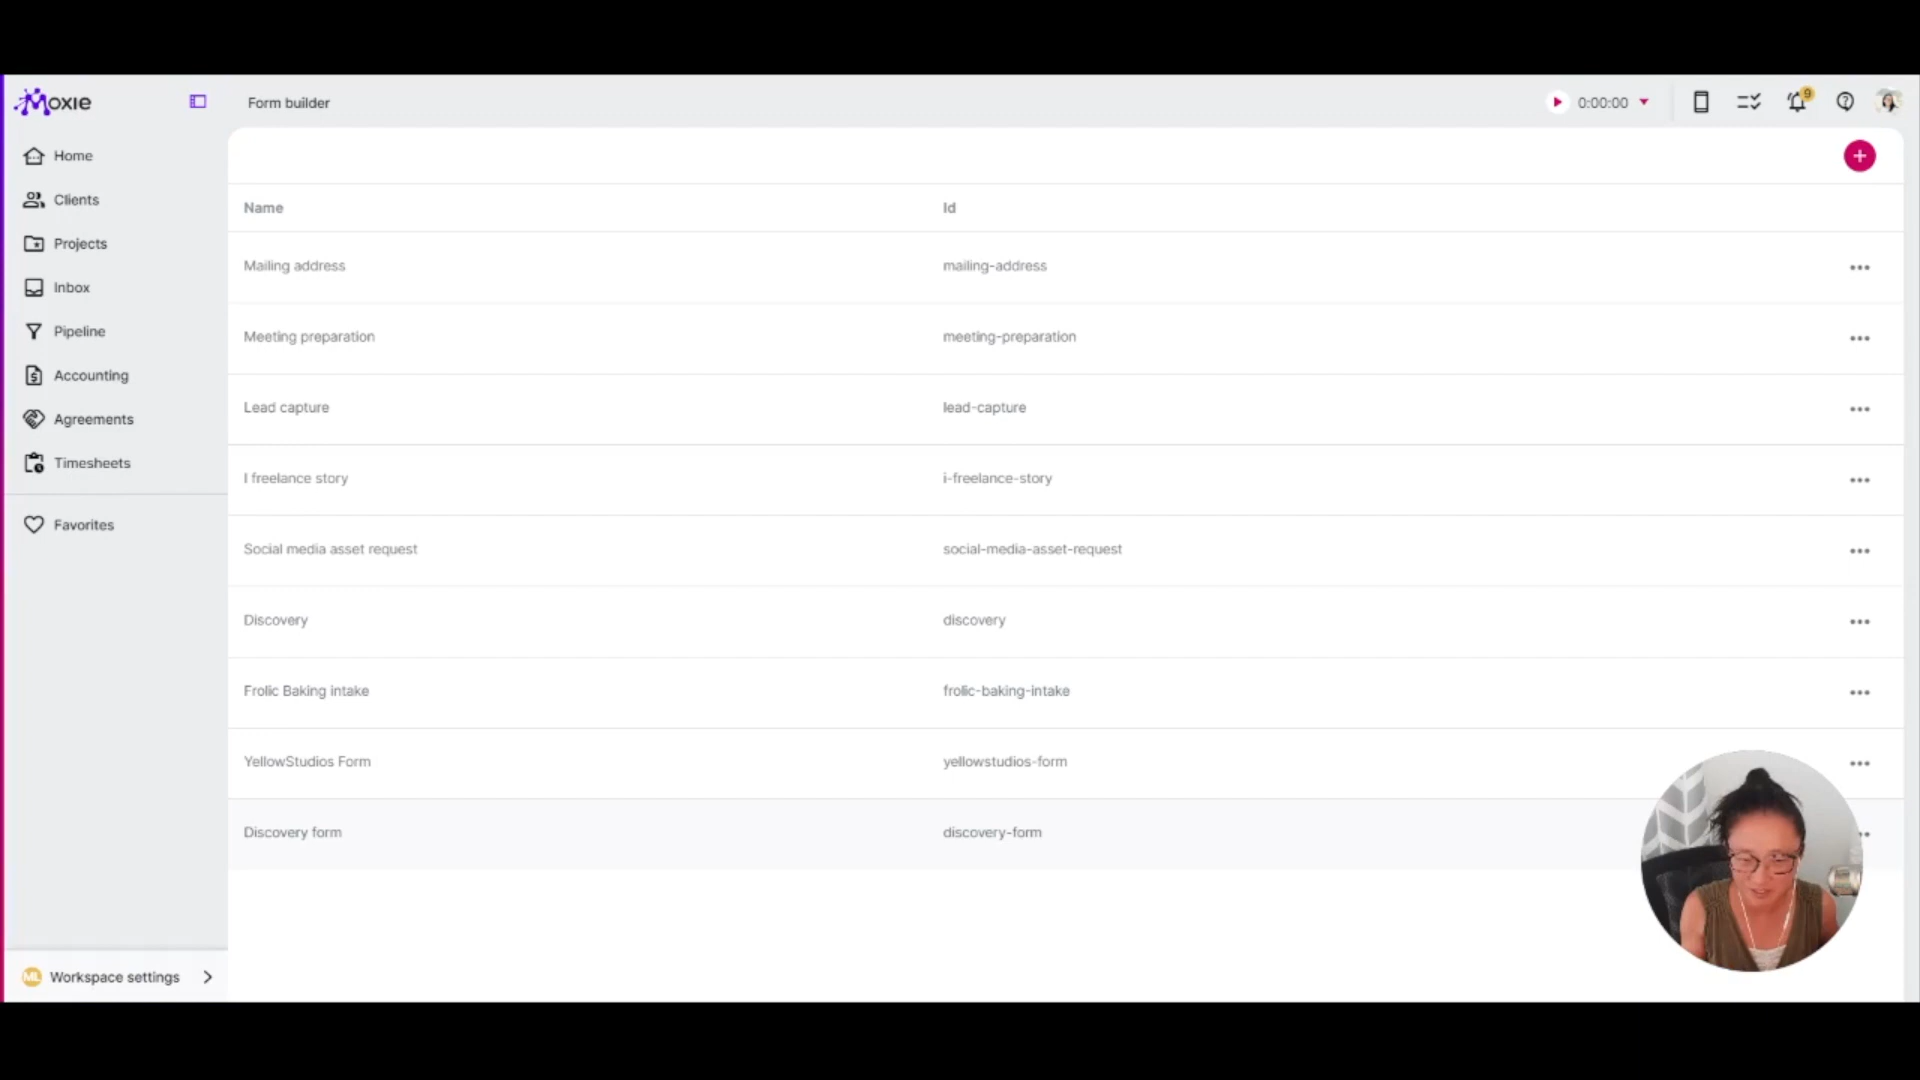 Moxie
Form builder
0:00:00
9
Home
Clients
Projects
Inbox
Pipeline
Accounting
Agreements
Timesheets
Favorites
ML Workspace settings
Name Id
Mailing address mailing-address
Meeting preparation meeting-preparation
Lead capture lead-capture
I freelance story i-freelance-story
Social media asset request social-media-asset-request
Discovery discovery
Frolic Baking intake frolic-baking-intake
YellowStudios Form yellowstudios-form
Discovery form discovery-form